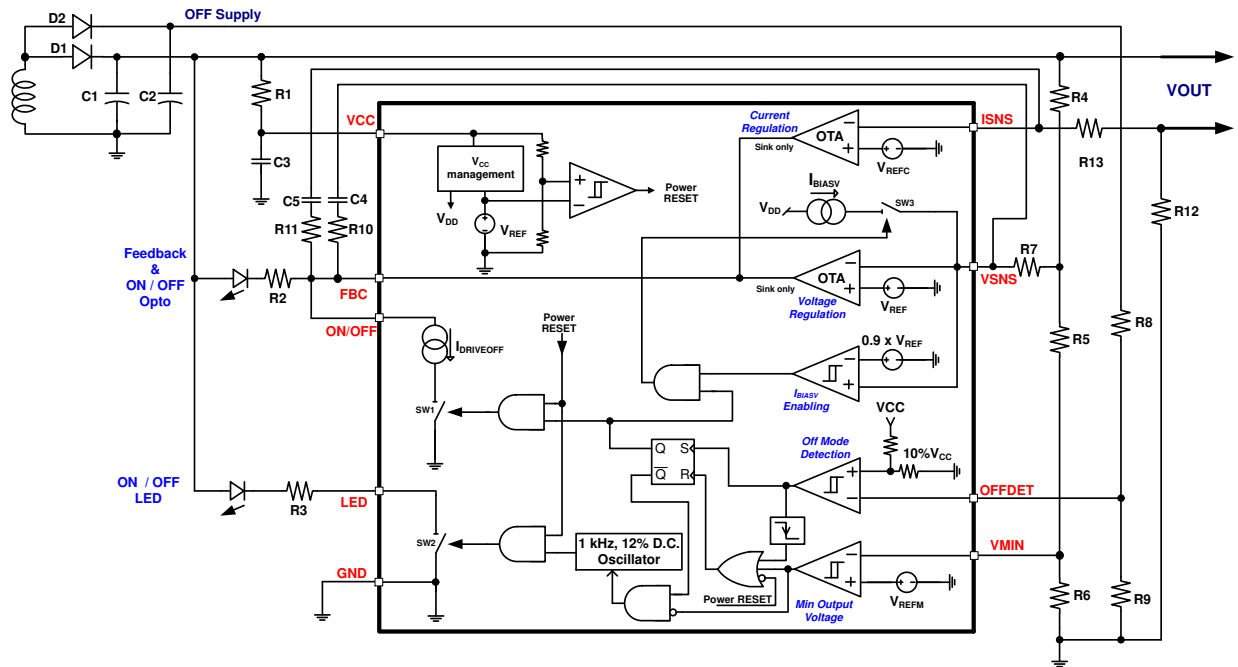 D2
OFF Supply
D1
C1
C2
R1
R4
VOUT
VCC
Current
Regulation
OTA
Sink only
VREFC
ISNS
R13
C3
VCC
management
VDD
VREF
Power
RESET
IBIASV
VDD
SW3
R12
C5
C4
R11
R10
Feedback
&
ON / OFF
Opto
R2
FBC
OTA
Sink only
Voltage
Regulation
VREF
R7
VSNS
ON/OFF
IDRIVEOFF
Power
RESET
0.9 x VREF
R5
R8
IBIASV
Enabling
SW1
VCC
Off Mode
Detection
10%VCC
Q
S
Q
R
ON / OFF
LED
R3
LED
OFFDET
SW2
1 kHz, 12% D.C.
Oscillator
VMIN
GND
Power RESET
Min Output
Voltage
VREFM
R6
R9